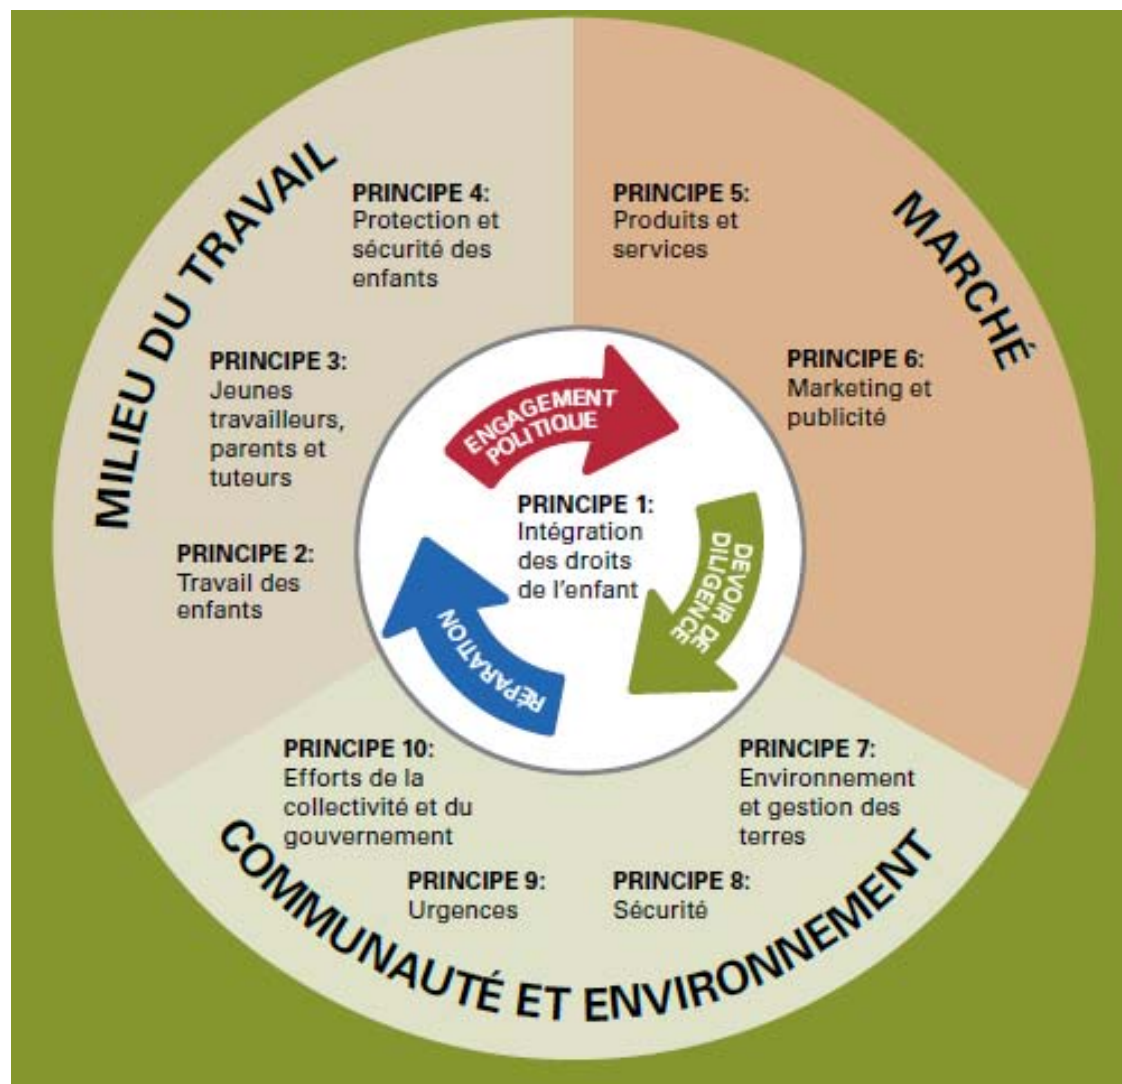 MILIEU DU TRAVAIL
PRINCIPE 4:
Protection et
sécurité des
enfants
PRINCIPE 3:
Jeunes
travailleurs,
parents et
tuteurs
PRINCIPE 2:
Travail des
enfants
MARCHÉ
PRINCIPE 5:
Produits et
services
PRINCIPE 6:
Marketing et
publicité
ENGAGEMENT
POLITIQUE
PRINCIPE 1:
Intégration
des droits
de l'enfant
DEVOIR DE
DILIGENCE
RÉPARATION
PRINCIPE 10:
Efforts de la
collectivité et du
gouvernement
PRINCIPE 7:
Environnement
et gestion des
terres
PRINCIPE 9:
Urgences
PRINCIPE 8:
Sécurité
COMMUNAUTÉ ET ENVIRONNEMENT